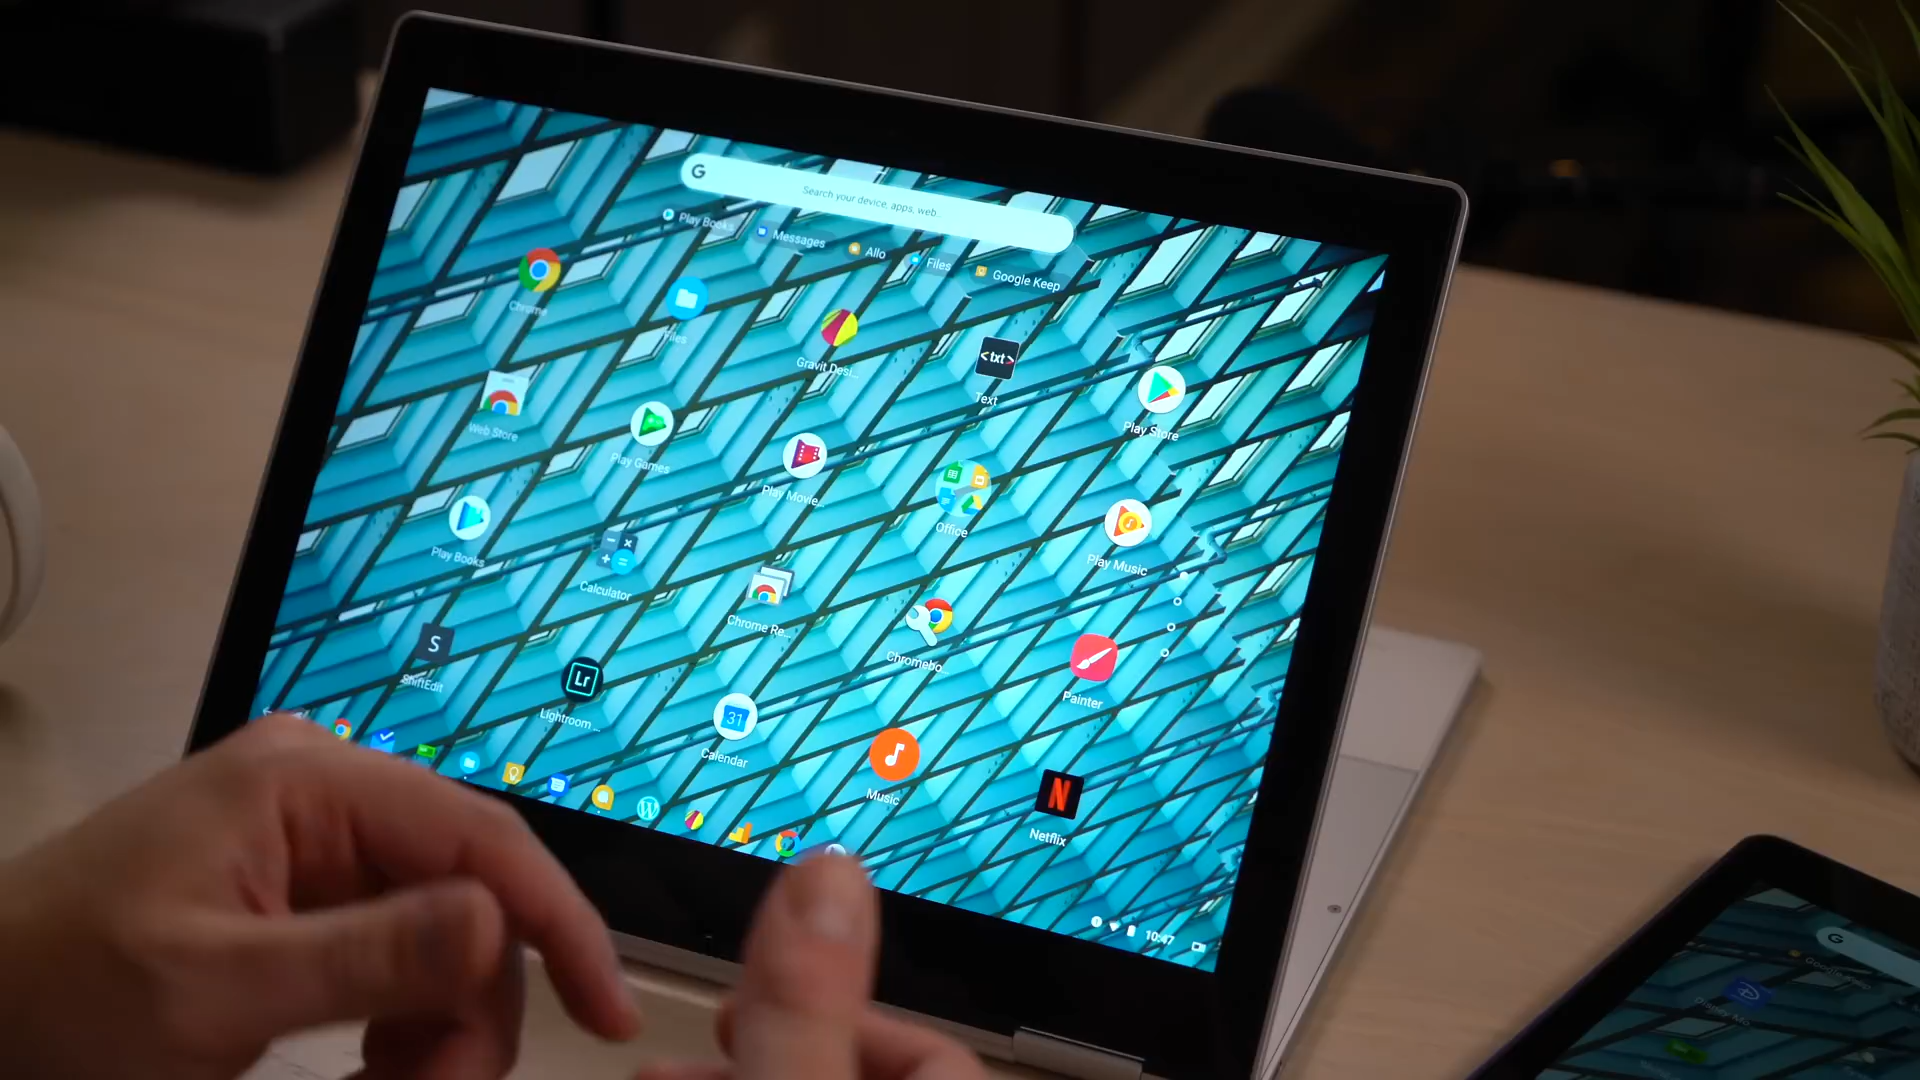 G Search your device, apps, web...
Play Books Messages Allo Files Google Keep
Chrome Files Gravit Desi... <txt> Text Play Store
Web Store Play Games Play Movie... Office Play Music
Play Books Calculator Chrome Re... Chromebo... Painter
S ShiftEdit Lr Lightroom ... 31 Calendar Music N Netflix
10:47
G
Google Keep